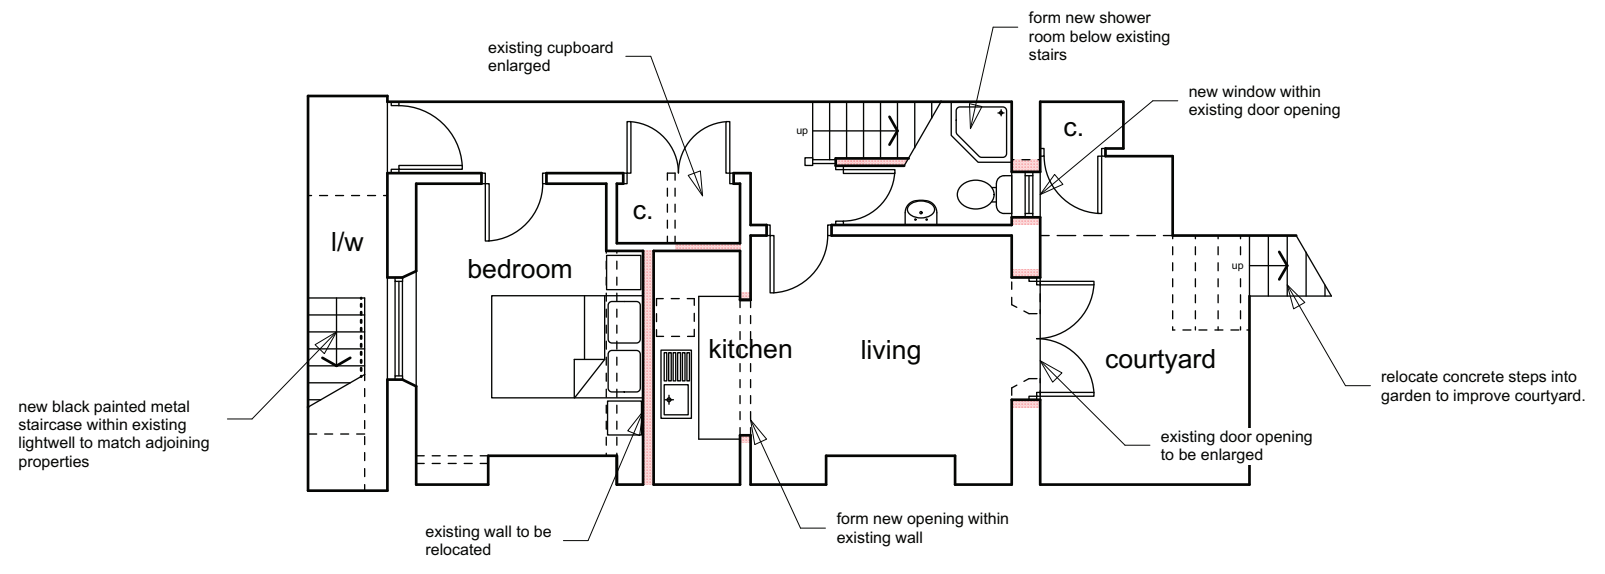 form new shower
room below existing
stairs
existing cupboard
enlarged
new window within
existing door opening
up
c.
c.
l/w
bedroom
up
kitchen
living
courtyard
relocate concrete steps into
garden to improve courtyard.
new black painted metal
staircase within existing
lightwell to match adjoining
properties
existing door opening
to be enlarged
form new opening within
existing wall
existing wall to be
relocated